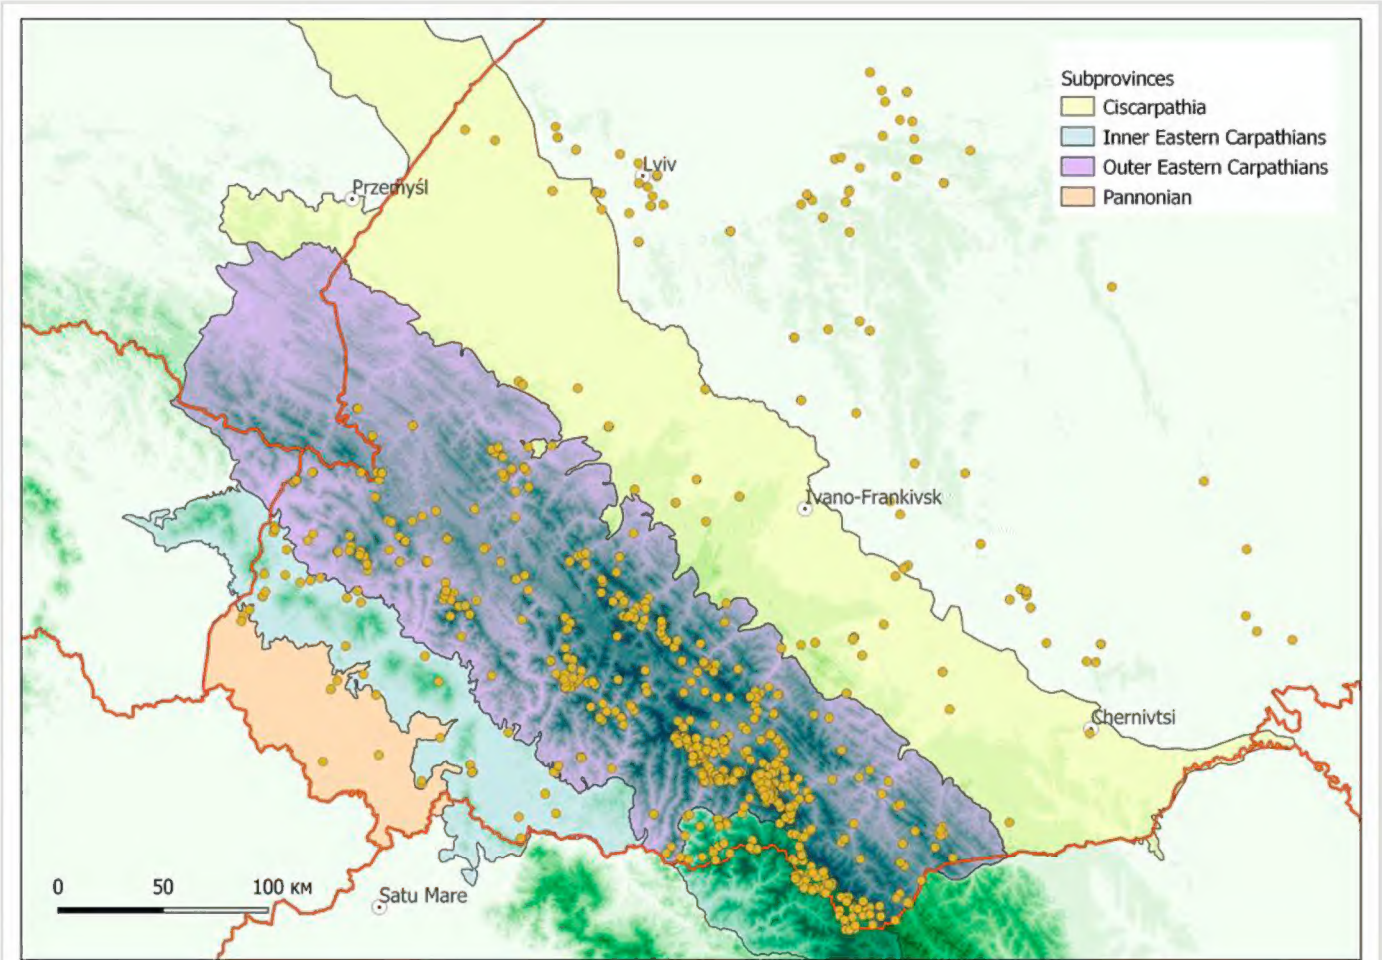 Subprovinces
Ciscarpathia
Inner Eastern Carpathians
Outer Eastern Carpathians
Pannonian
Lviv
Przemyśl
Ivano-Frankivsk
Chernivtsi
0 50 100 км
Satu Mare